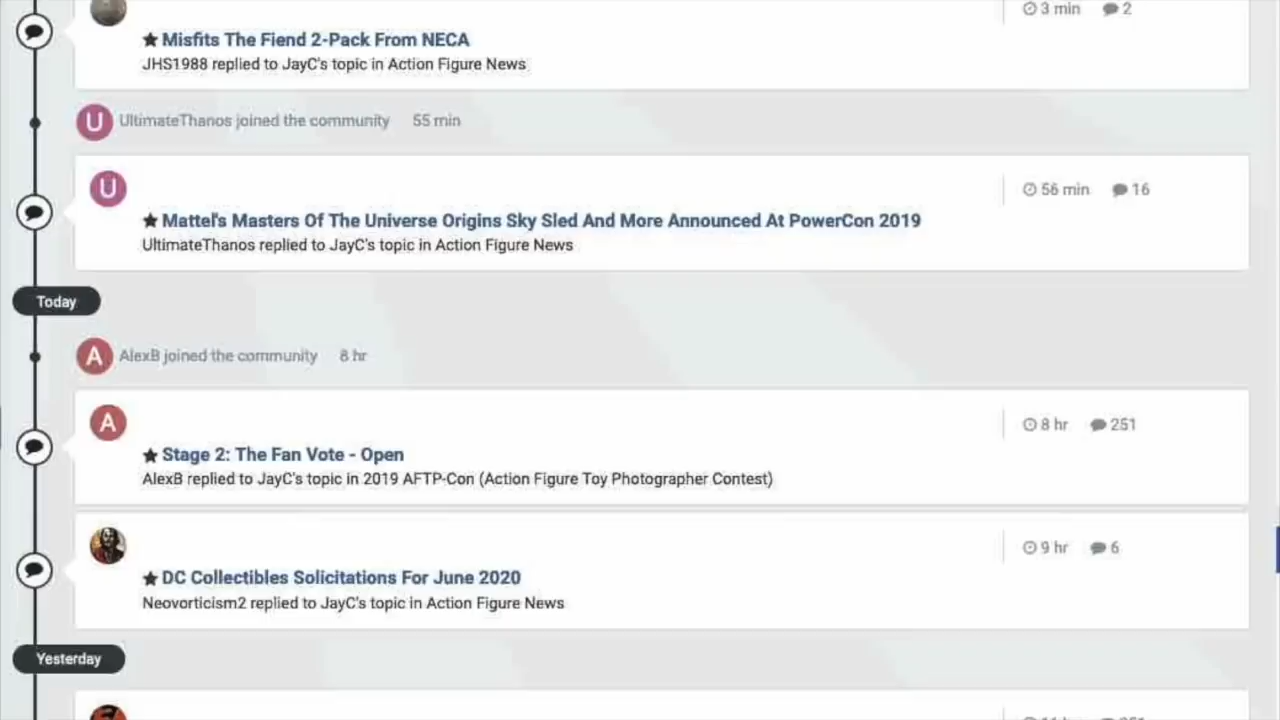 3 min 2
Misfits The Fiend 2-Pack From NECA
JHS1988 replied to JayC's topic in Action Figure News
U UltimateThanos joined the community 55 min
U
56 min 16
Mattel's Masters Of The Universe Origins Sky Sled And More Announced At PowerCon 2019
UltimateThanos replied to JayC's topic in Action Figure News
Today
A AlexB joined the community 8 hr
A
8 hr 251
Stage 2: The Fan Vote - Open
AlexB replied to JayC's topic in 2019 AFTP-Con (Action Figure Toy Photographer Contest)
9 hr 6
DC Collectibles Solicitations For June 2020
Neovorticism2 replied to JayC's topic in Action Figure News
Yesterday